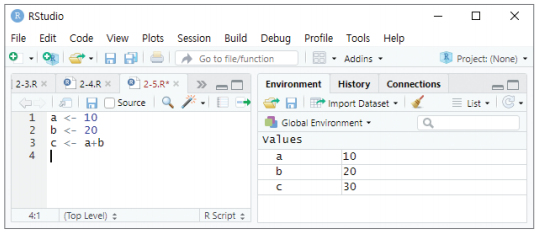 RStudio
File Edit Code View Plots Session Build Debug Profile Tools Help
Go to file/function Addins Project: (None)
2-3.R 2-4.R 2-5.R*
Source
1 a <- 10
2 b <- 20
3 c <- a+b
4
4:1 (Top Level) R Script
Environment History Connections
Import Dataset List
Global Environment
Values
a 10
b 20
c 30